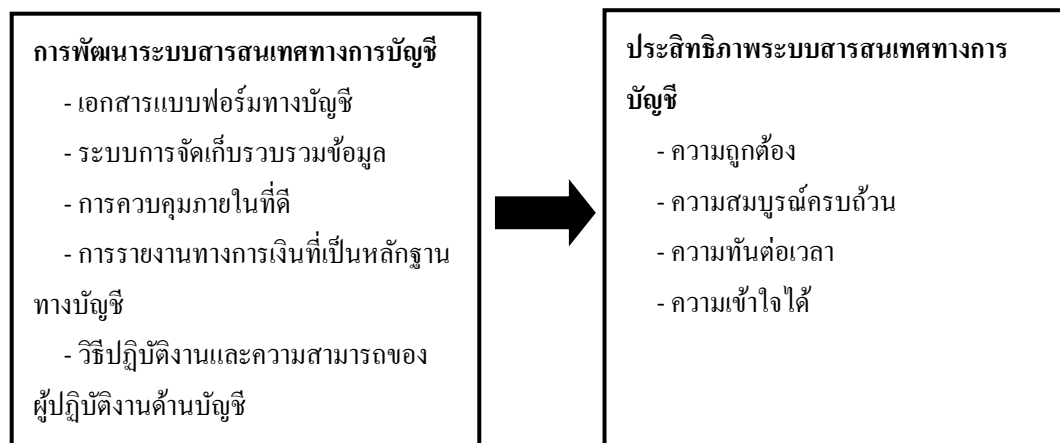 การพัฒนาระบบสารสนเทศทางการบัญชี
- เอกสารแบบฟอร์มทางบัญชี
- ระบบการจัดเก็บรวบรวมข้อมูล
- การควบคุมภายในที่ดี
- การรายงานทางการเงินที่เป็นหลักฐาน
ทางบัญชี
- วิธีปฏิบัติงานและความสามารถของ
ผู้ปฏิบัติงานด้านบัญชี
ประสิทธิภาพระบบสารสนเทศทางการ
บัญชี
- ความถูกต้อง
- ความสมบูรณ์ครบถ้วน
- ความทันต่อเวลา
- ความเข้าใจได้